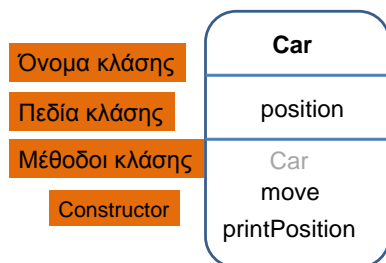 Car
Όνομα κλάσης
Πεδία κλάσης
position
Μέθοδοι κλάσης
Car
move
Constructor
printPosition